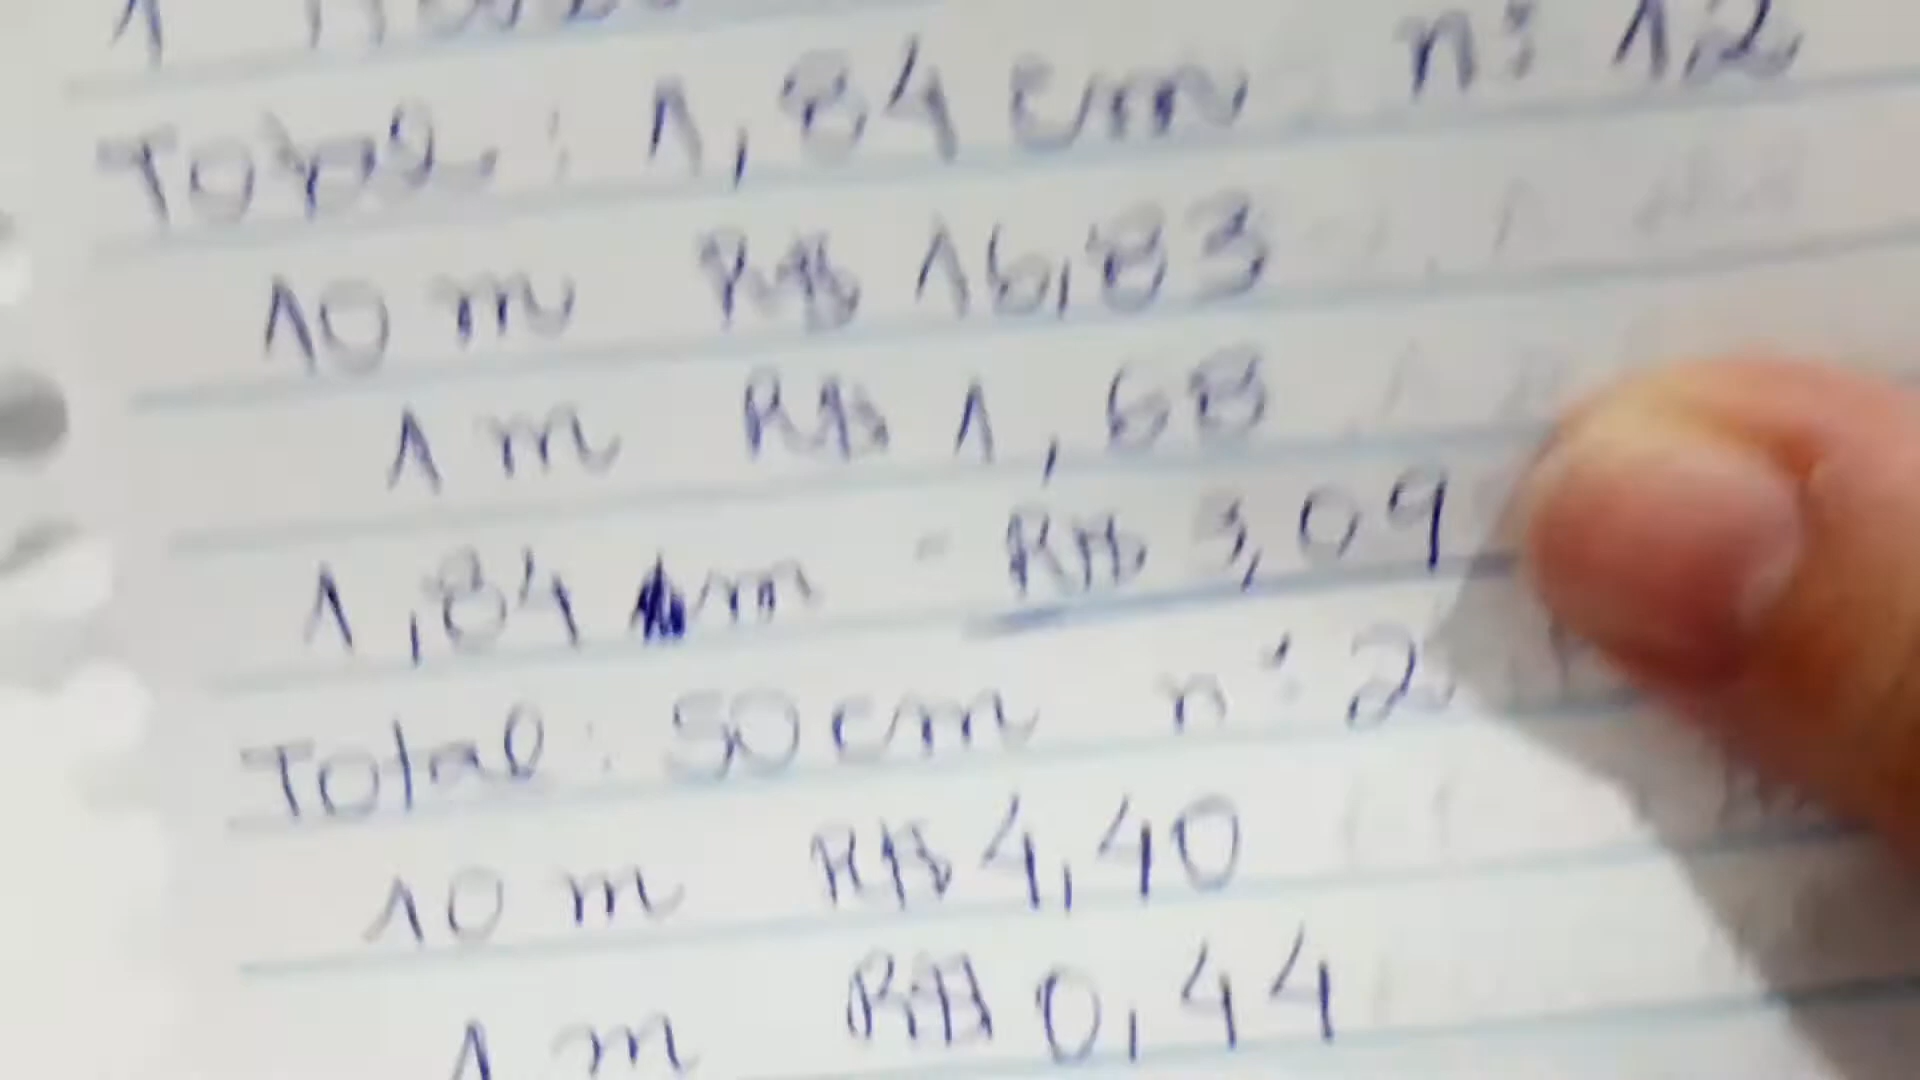 1
Total: 1,84 cm n: 12
10 m R$ 16,83
1 m R$ 1,68
1,84 m - R$ 3,09
Total: 50 cm n: 2
10 m R$ 4,40
1 m R$ 0,44